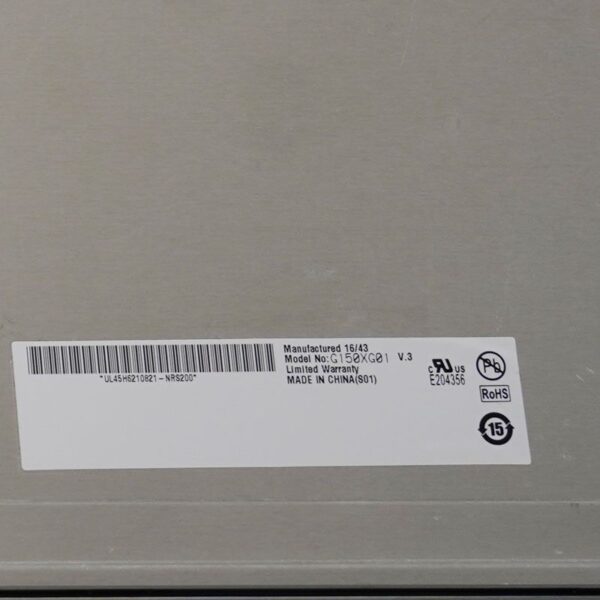 Manufactured 16/43
Model No:G150XG01 V.3
Limited Warranty
MADE IN CHINA(S01)
*UL45H6210821-NRS200*
c RU us
E204356
Pb
RoHS
15